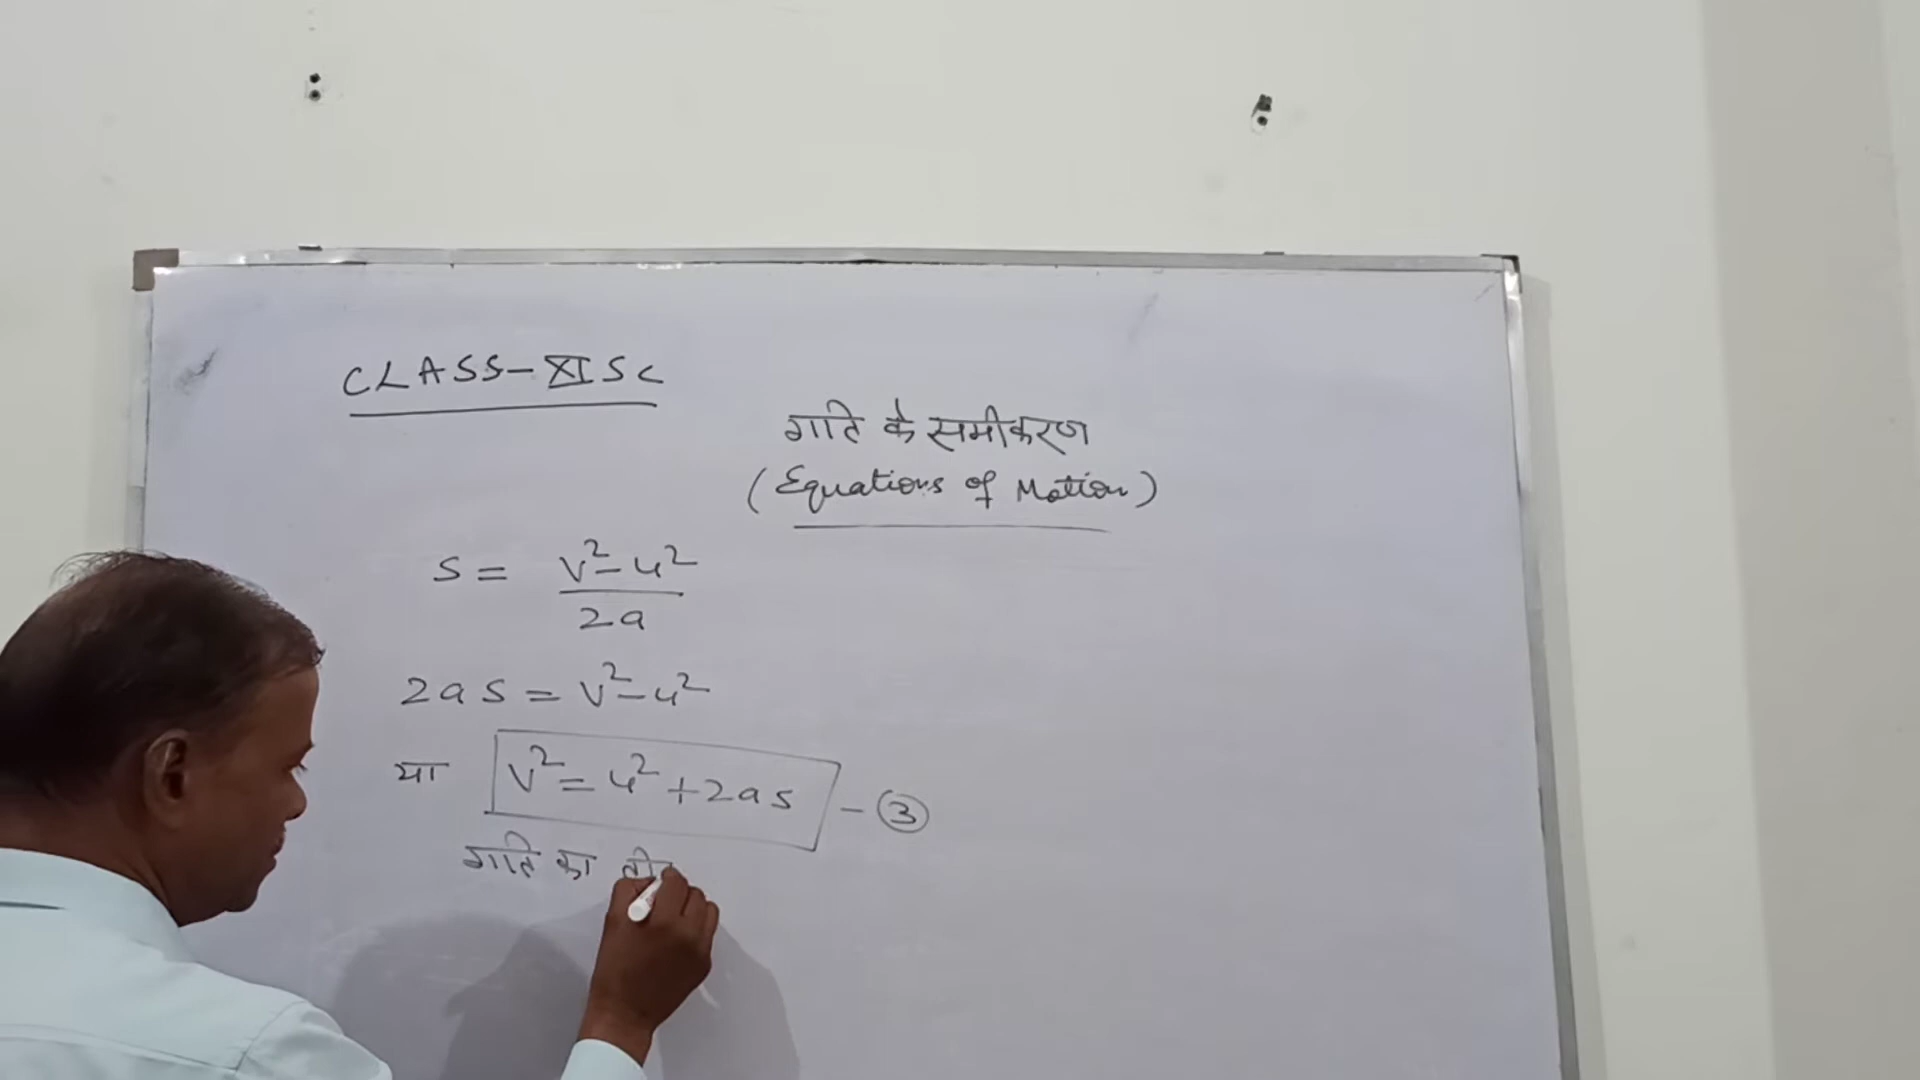 CLASS-XI Sc
गति के समीकरण
(Equations of Motion)
s = v²-u² / 2a
2as = v²-u²
या v² = u² + 2as - ③
गति का